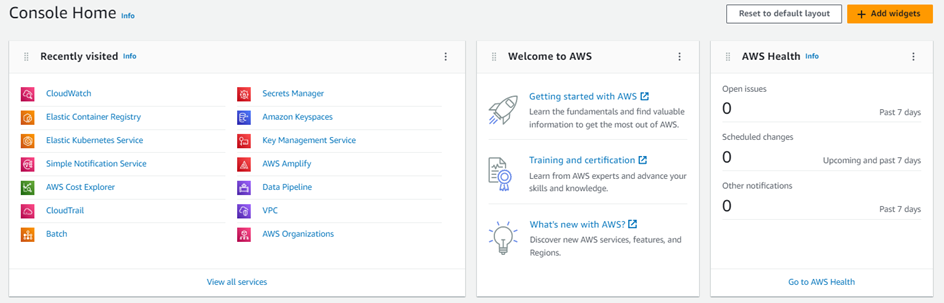 Console Home Info
Reset to default layout
+ Add widgets
Recently visited Info
CloudWatch
Elastic Container Registry
Elastic Kubernetes Service
Simple Notification Service
AWS Cost Explorer
CloudTrail
Batch
Secrets Manager
Amazon Keyspaces
Key Management Service
AWS Amplify
Data Pipeline
VPC
AWS Organizations
View all services
Welcome to AWS
Getting started with AWS
Learn the fundamentals and find valuable
information to get the most out of AWS.
Training and certification
Learn from AWS experts and advance your
skills and knowledge.
What's new with AWS?
Discover new AWS services, features, and
Regions.
AWS Health Info
Open issues
0 Past 7 days
Scheduled changes
0 Upcoming and past 7 days
Other notifications
0 Past 7 days
Go to AWS Health